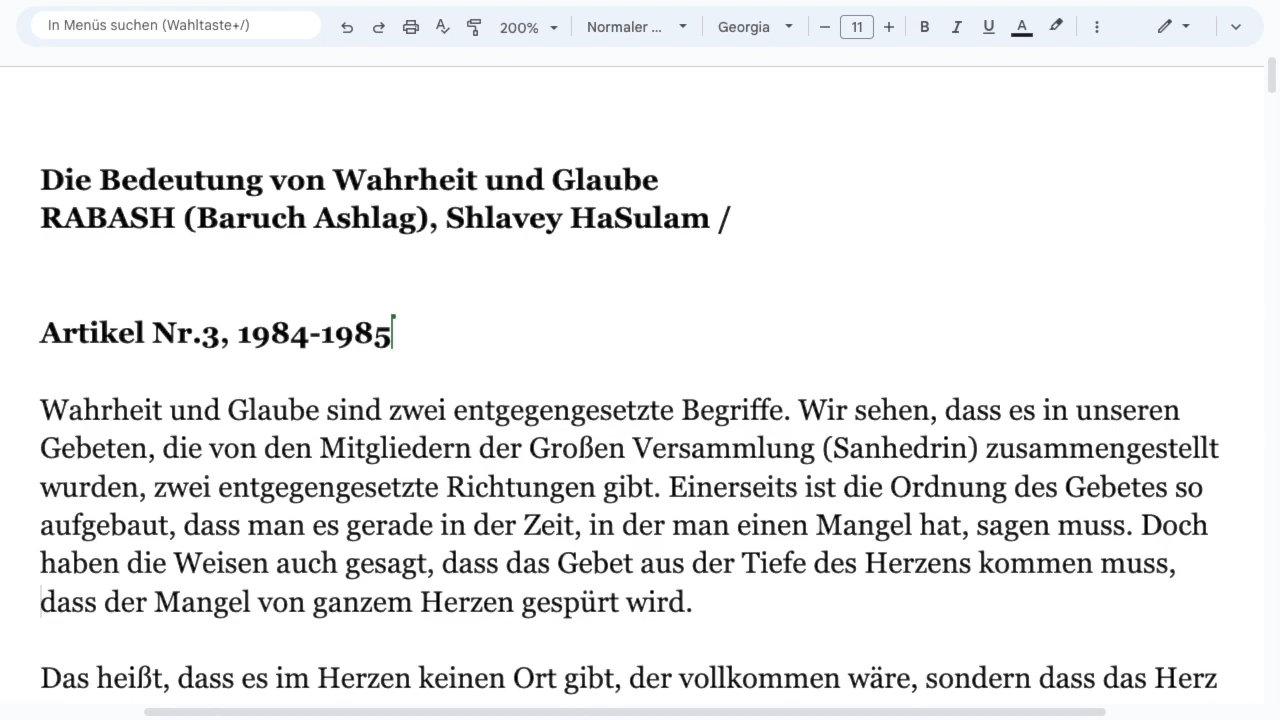 In Menüs suchen (Wahltaste+/)
200%
Normaler ...
Georgia
11
B
I
U
A
Die Bedeutung von Wahrheit und Glaube
RABASH (Baruch Ashlag), Shlavey HaSulam /
Artikel Nr.3, 1984-1985
Wahrheit und Glaube sind zwei entgegengesetzte Begriffe. Wir sehen, dass es in unseren
Gebeten, die von den Mitgliedern der Großen Versammlung (Sanhedrin) zusammengestellt
wurden, zwei entgegengesetzte Richtungen gibt. Einerseits ist die Ordnung des Gebetes so
aufgebaut, dass man es gerade in der Zeit, in der man einen Mangel hat, sagen muss. Doch
haben die Weisen auch gesagt, dass das Gebet aus der Tiefe des Herzens kommen muss,
dass der Mangel von ganzem Herzen gespürt wird.
Das heißt, dass es im Herzen keinen Ort gibt, der vollkommen wäre, sondern dass das Herz